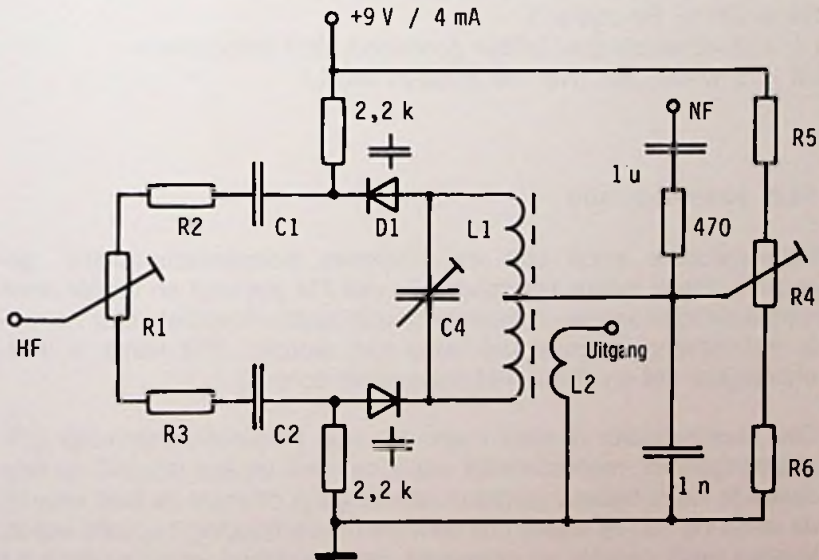 +9 V / 4 mA
2,2 k
NF
R5
1u
R2
C1
D1
L1
470
R4
HF
R1
C4
Uitgang
L2
R3
C2
R6
2,2 k
1 n